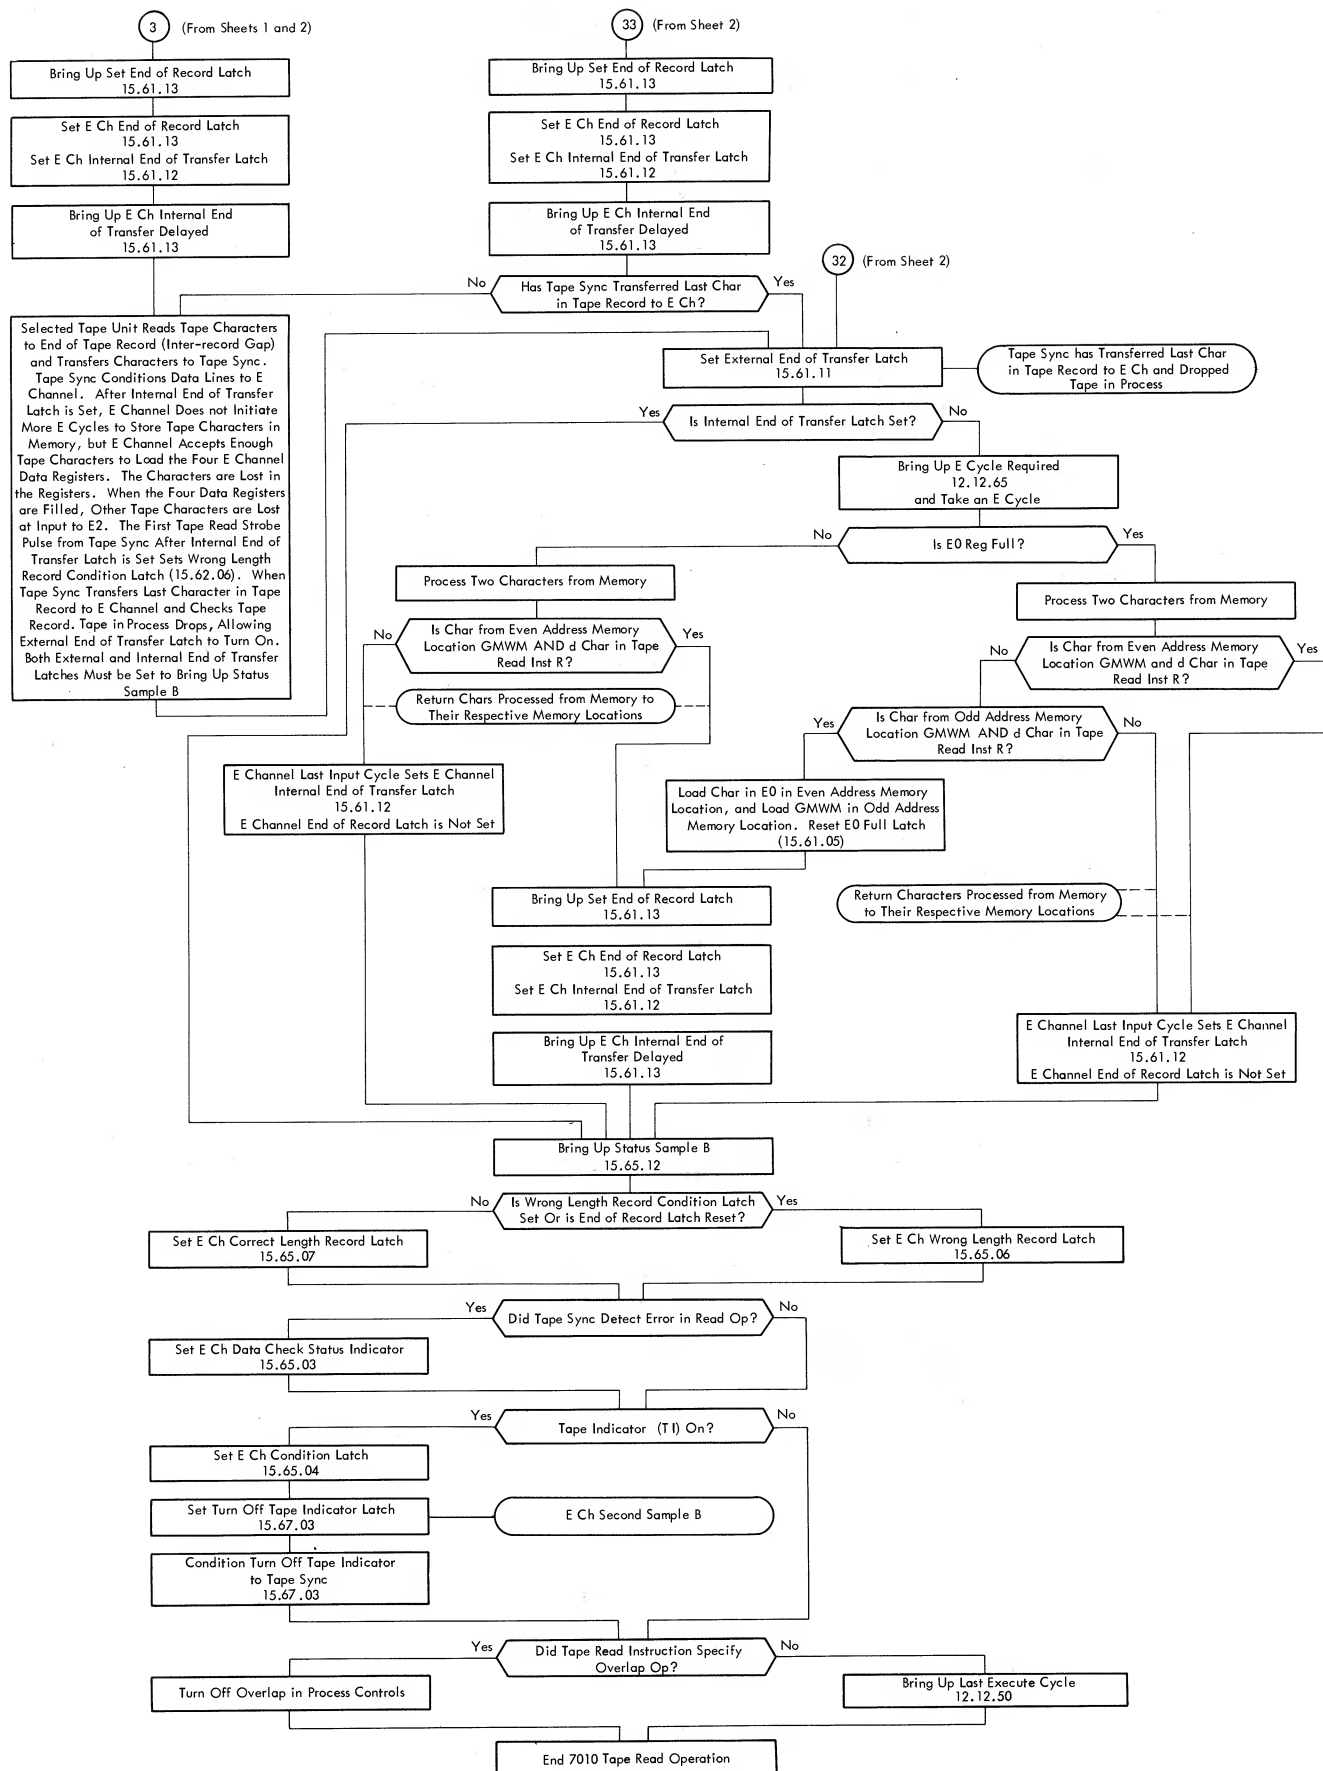 3 (From Sheets 1 and 2)
Bring Up Set End of Record Latch
15.61.13
Set E Ch End of Record Latch
15.61.13
Set E Ch Internal End of Transfer Latch
15.61.12
Bring Up E Ch Internal End
of Transfer Delayed
15.61.13
33 (From Sheet 2)
Bring Up Set End of Record Latch
15.61.13
Set E Ch End of Record Latch
15.61.13
Set E Ch Internal End of Transfer Latch
15.61.12
Bring Up E Ch Internal End
of Transfer Delayed
15.61.13
32 (From Sheet 2)
No
Has Tape Sync Transferred Last Char
in Tape Record to E Ch?
Yes
Selected Tape Unit Reads Tape Characters
to End of Tape Record (Inter-record Gap)
and Transfers Characters to Tape Sync.
Tape Sync Conditions Data Lines to E
Channel. After Internal End of Transfer
Latch is Set, E Channel Does not Initiate
More E Cycles to Store Tape Characters in
Memory, but E Channel Accepts Enough
Tape Characters to Load the Four E Channel
Data Registers. The Characters are Lost in
the Registers. When the Four Data Registers
are Filled, Other Tape Characters are Lost
at Input to E2. The First Tape Read Strobe
Pulse from Tape Sync After Internal End of
Transfer Latch is Set Sets Wrong Length
Record Condition Latch (15.62.06). When
Tape Sync Transfers Last Character in Tape
Record to E Channel and Checks Tape
Record. Tape in Process Drops, Allowing
External End of Transfer Latch to Turn On.
Both External and Internal End of Transfer
Latches Must be Set to Bring Up Status
Sample B
Set External End of Transfer Latch
15.61.11
Tape Sync has Transferred Last Char
in Tape Record to E Ch and Dropped
Tape in Process
Yes
Is Internal End of Transfer Latch Set?
No
Bring Up E Cycle Required
12.12.65
and Take an E Cycle
No
Is E0 Reg Full?
Yes
Process Two Characters from Memory
Process Two Characters from Memory
No
Is Char from Even Address Memory
Location GMWM AND d Char in Tape
Read Inst R?
Yes
No
Is Char from Even Address Memory
Location GMWM and d Char in Tape
Read Inst R?
Yes
Return Chars Processed from Memory to
Their Respective Memory Locations
Yes
Is Char from Odd Address Memory
Location GMWM AND d Char in Tape
Read Inst R?
No
E Channel Last Input Cycle Sets E Channel
Internal End of Transfer Latch
15.61.12
E Channel End of Record Latch is Not Set
Load Char in E0 in Even Address Memory
Location, and Load GMWM in Odd Address
Memory Location. Reset E0 Full Latch
(15.61.05)
Bring Up Set End of Record Latch
15.61.13
Return Characters Processed from Memory
to Their Respective Memory Locations
Set E Ch End of Record Latch
15.61.13
Set E Ch Internal End of Transfer Latch
15.61.12
Bring Up E Ch Internal End of
Transfer Delayed
15.61.13
E Channel Last Input Cycle Sets E Channel
Internal End of Transfer Latch
15.61.12
E Channel End of Record Latch is Not Set
Bring Up Status Sample B
15.65.12
No
Is Wrong Length Record Condition Latch
Set Or is End of Record Latch Reset?
Yes
Set E Ch Correct Length Record Latch
15.65.07
Set E Ch Wrong Length Record Latch
15.65.06
Yes
Did Tape Sync Detect Error in Read Op?
No
Set E Ch Data Check Status Indicator
15.65.03
Yes
Tape Indicator (TI) On?
No
Set E Ch Condition Latch
15.65.04
Set Turn Off Tape Indicator Latch
15.67.03
E Ch Second Sample B
Condition Turn Off Tape Indicator
to Tape Sync
15.67.03
Yes
Did Tape Read Instruction Specify
Overlap Op?
No
Turn Off Overlap in Process Controls
Bring Up Last Execute Cycle
12.12.50
End 7010 Tape Read Operation